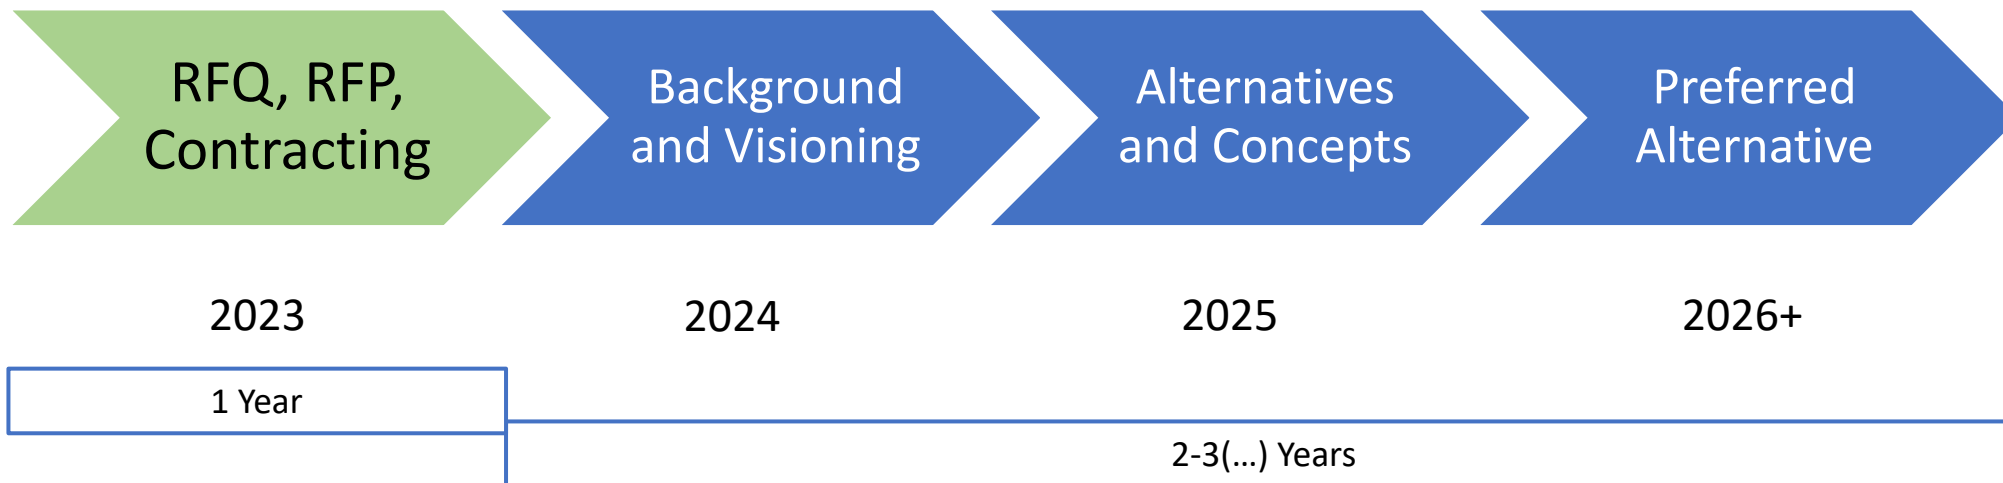 RFQ, RFP,
Contracting
Background
and Visioning
Alternatives
and Concepts
Preferred
Alternative
2023
2024
2025
2026+
1 Year
2-3(...) Years